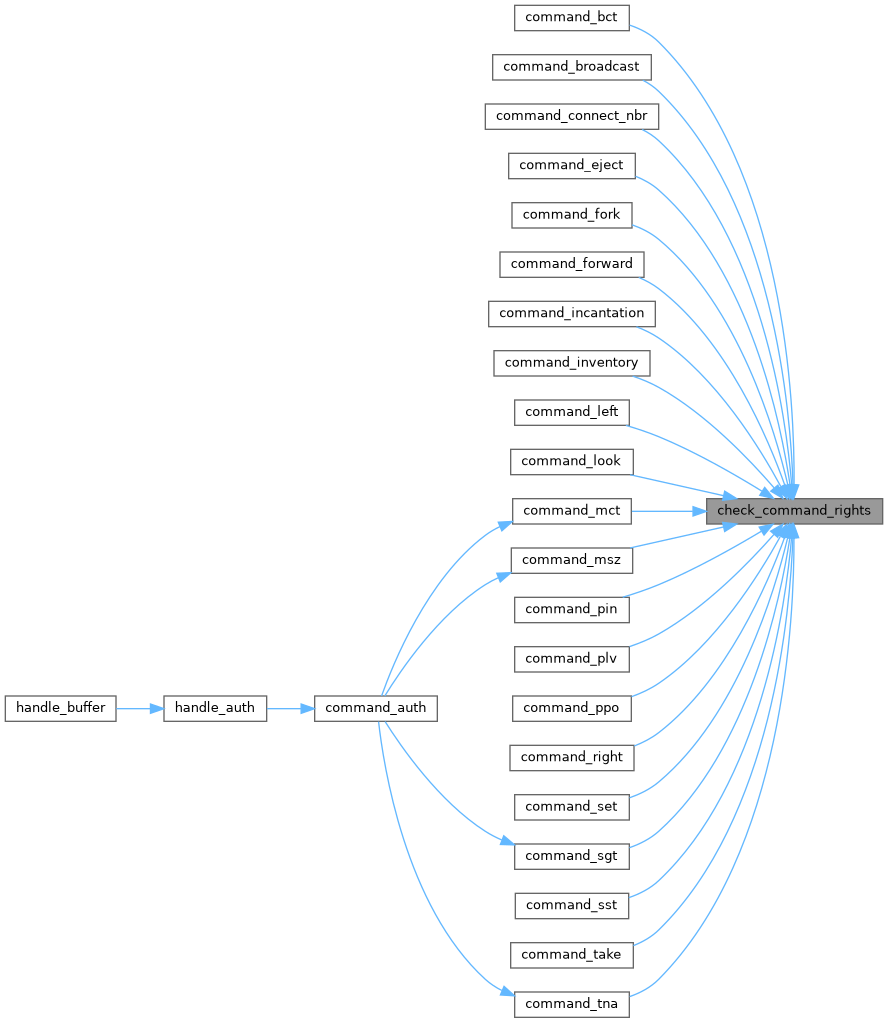 command_bct
command_broadcast
command_connect_nbr
command_eject
command_fork
command_forward
command_incantation
command_inventory
command_left
command_look
command_mct
check_command_rights
command_msz
command_pin
command_plv
handle_buffer
handle_auth
command_auth
command_ppo
command_right
command_set
command_sgt
command_sst
command_take
command_tna